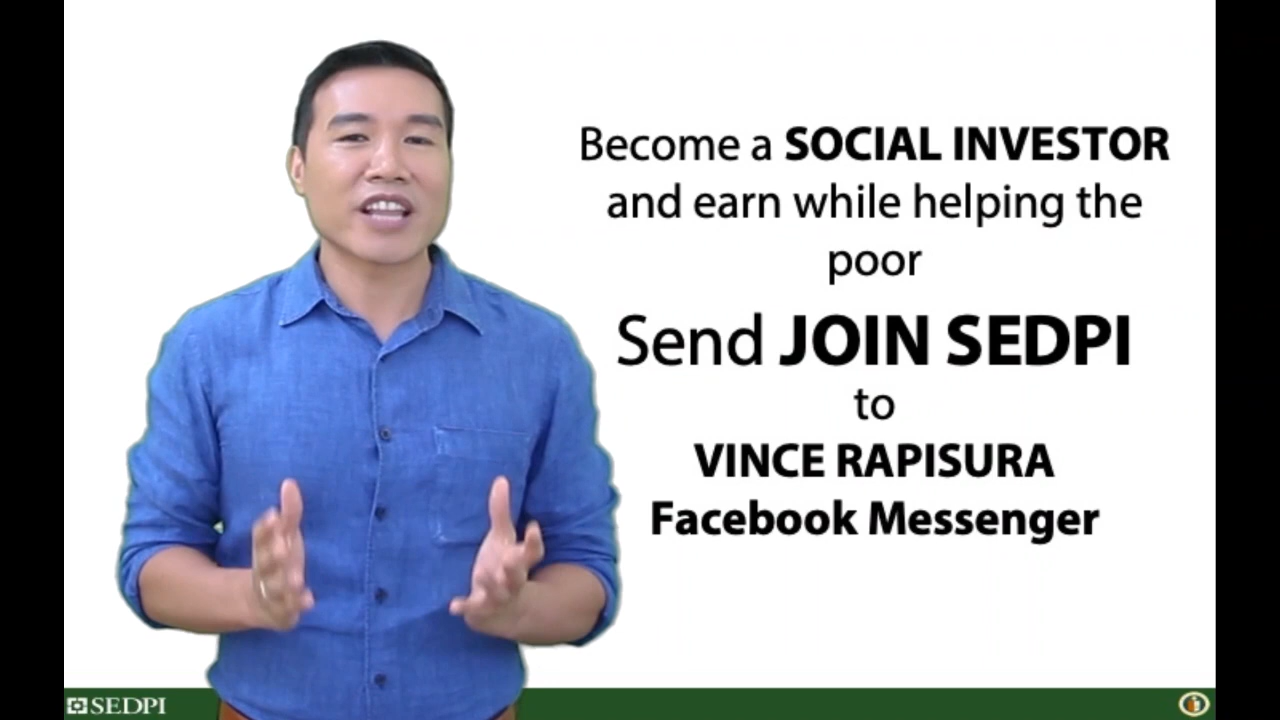 Become a SOCIAL INVESTOR
and earn while helping the
poor
Send JOIN SEDPI
to
VINCE RAPISURA
Facebook Messenger
SEDPI